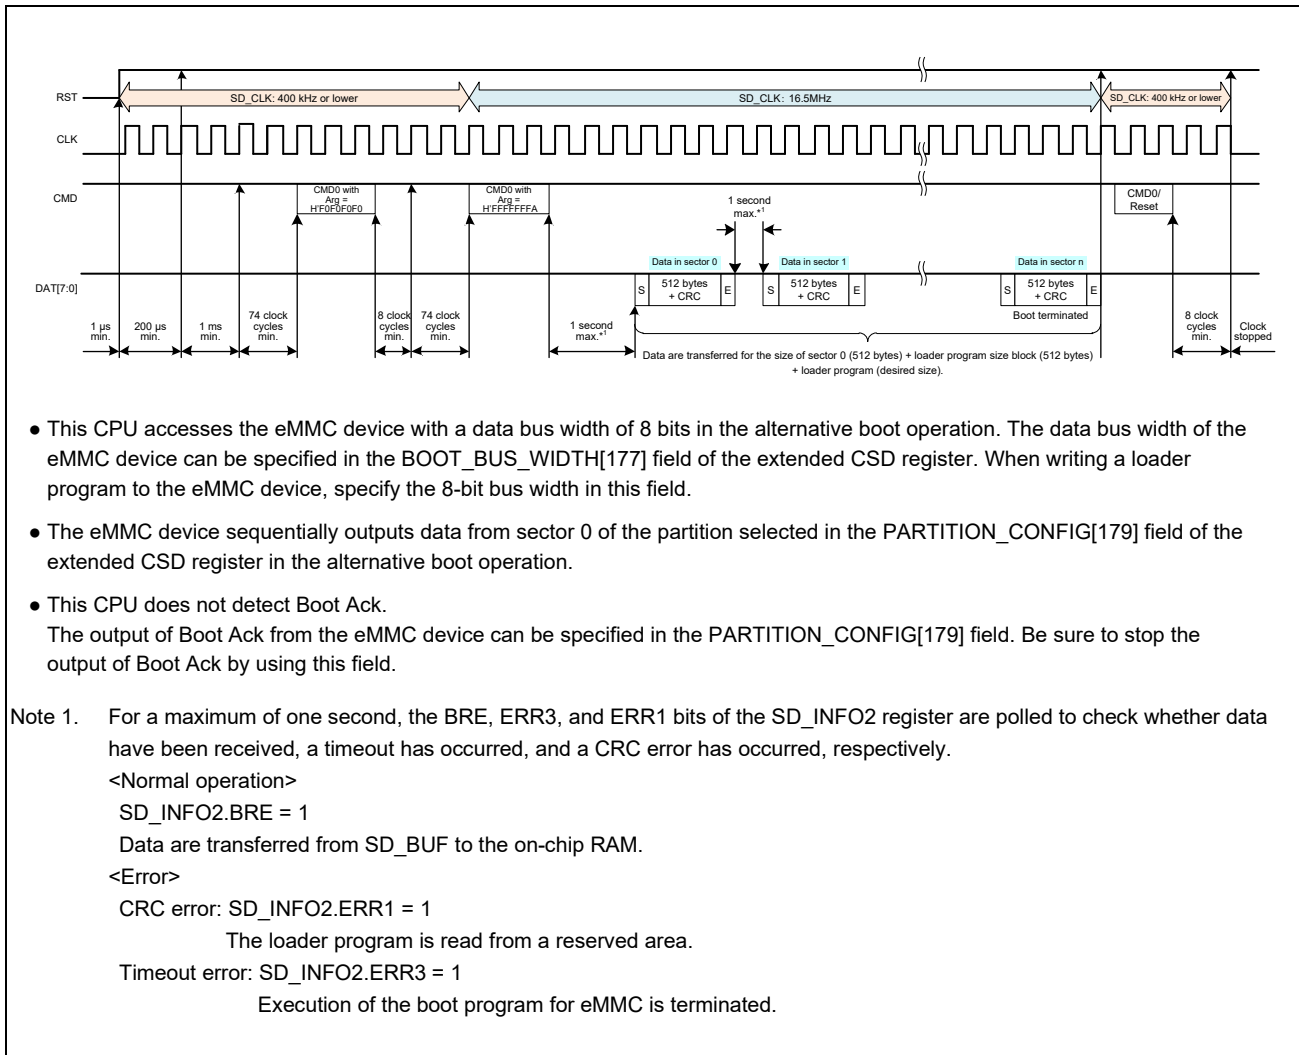 RST
SD_CLK: 400 kHz or lower
SD_CLK: 16.5MHz
SD_CLK: 400 kHz or lower
CLK
CMD
CMD0 with
Arg =
H'F0F0F0F0
CMD0 with
Arg =
H'FFFFFFFA
1 second
max.*1
CMD0/
Reset
Data in sector 0
Data in sector 1
Data in sector n
DAT[7:0]
S
512 bytes
+ CRC
E
S
512 bytes
+ CRC
E
S
512 bytes
+ CRC
E
Boot terminated
1 µs
min.
200 µs
min.
1 ms
min.
74 clock
cycles
min.
8 clock
cycles
min.
74 clock
cycles
min.
1 second
max.*1
8 clock
cycles
min.
Clock
stopped
Data are transferred for the size of sector 0 (512 bytes) + loader program size block (512 bytes)
+ loader program (desired size).
● This CPU accesses the eMMC device with a data bus width of 8 bits in the alternative boot operation. The data bus width of the
eMMC device can be specified in the BOOT_BUS_WIDTH[177] field of the extended CSD register. When writing a loader
program to the eMMC device, specify the 8-bit bus width in this field.
● The eMMC device sequentially outputs data from sector 0 of the partition selected in the PARTITION_CONFIG[179] field of the
extended CSD register in the alternative boot operation.
● This CPU does not detect Boot Ack.
The output of Boot Ack from the eMMC device can be specified in the PARTITION_CONFIG[179] field. Be sure to stop the
output of Boot Ack by using this field.
Note 1. For a maximum of one second, the BRE, ERR3, and ERR1 bits of the SD_INFO2 register are polled to check whether data
have been received, a timeout has occurred, and a CRC error has occurred, respectively.
<Normal operation>
SD_INFO2.BRE = 1
Data are transferred from SD_BUF to the on-chip RAM.
<Error>
CRC error: SD_INFO2.ERR1 = 1
The loader program is read from a reserved area.
Timeout error: SD_INFO2.ERR3 = 1
Execution of the boot program for eMMC is terminated.